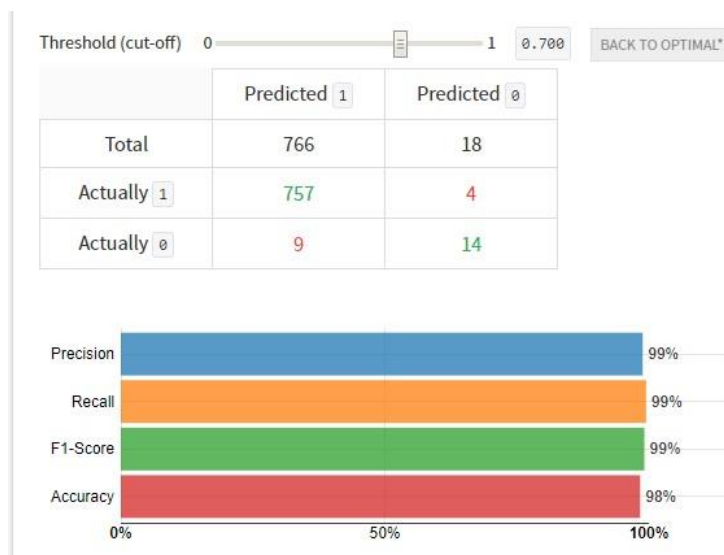 Threshold (cut-off) 0 1 0.700 BACK TO OPTIMAL*
Predicted 1 Predicted 0
Total 766 18
Actually 1 757 4
Actually 0 9 14
Precision 99%
Recall 99%
F1-Score 99%
Accuracy 98%
0% 50% 100%